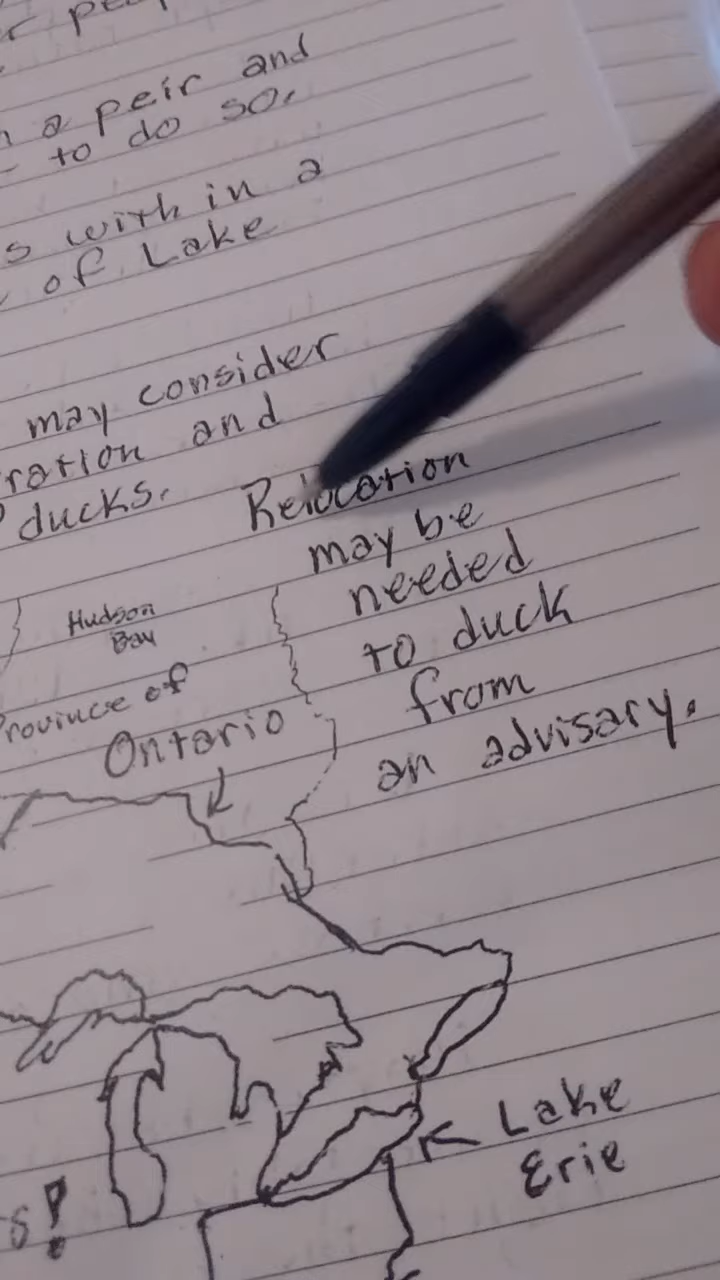 a peir and
to do so.
s with in a
of Lake
may consider
ration and
ducks.
Relocation
may be
needed
to duck
from
an advisary.
Hudson
Bay
Province of
Ontario
Lake
Erie
s!